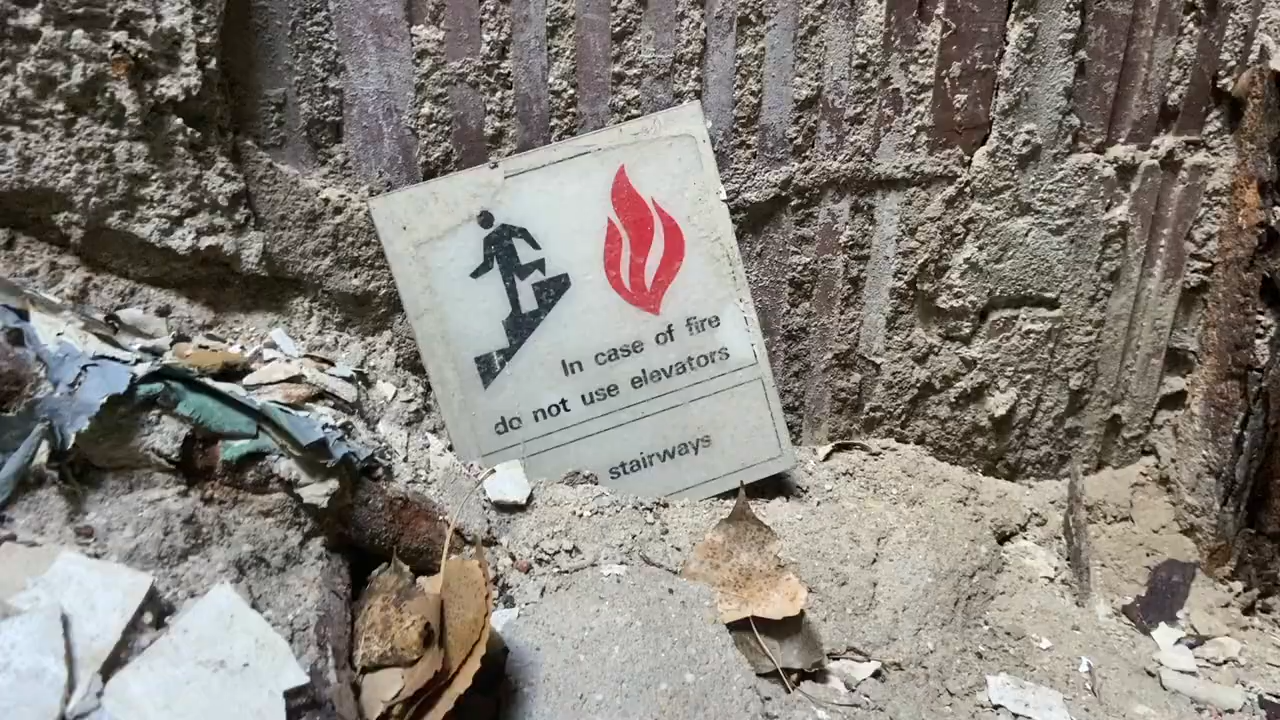 In case of fire
do not use elevators
stairways